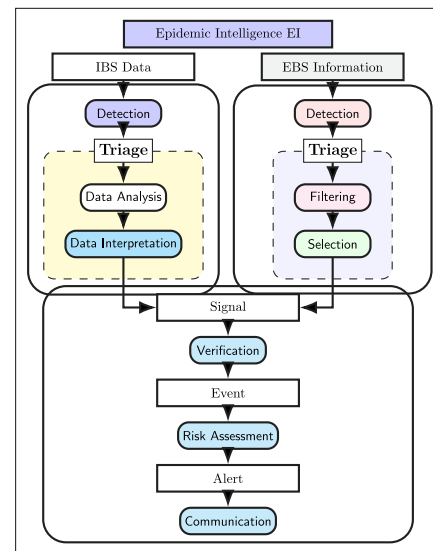 Epidemic Intelligence EI
IBS Data
EBS Information
Detection
Detection
Triage
Triage
Data Analysis
Filtering
Data Interpretation
Selection
Signal
Verification
Event
Risk Assessment
Alert
Communication